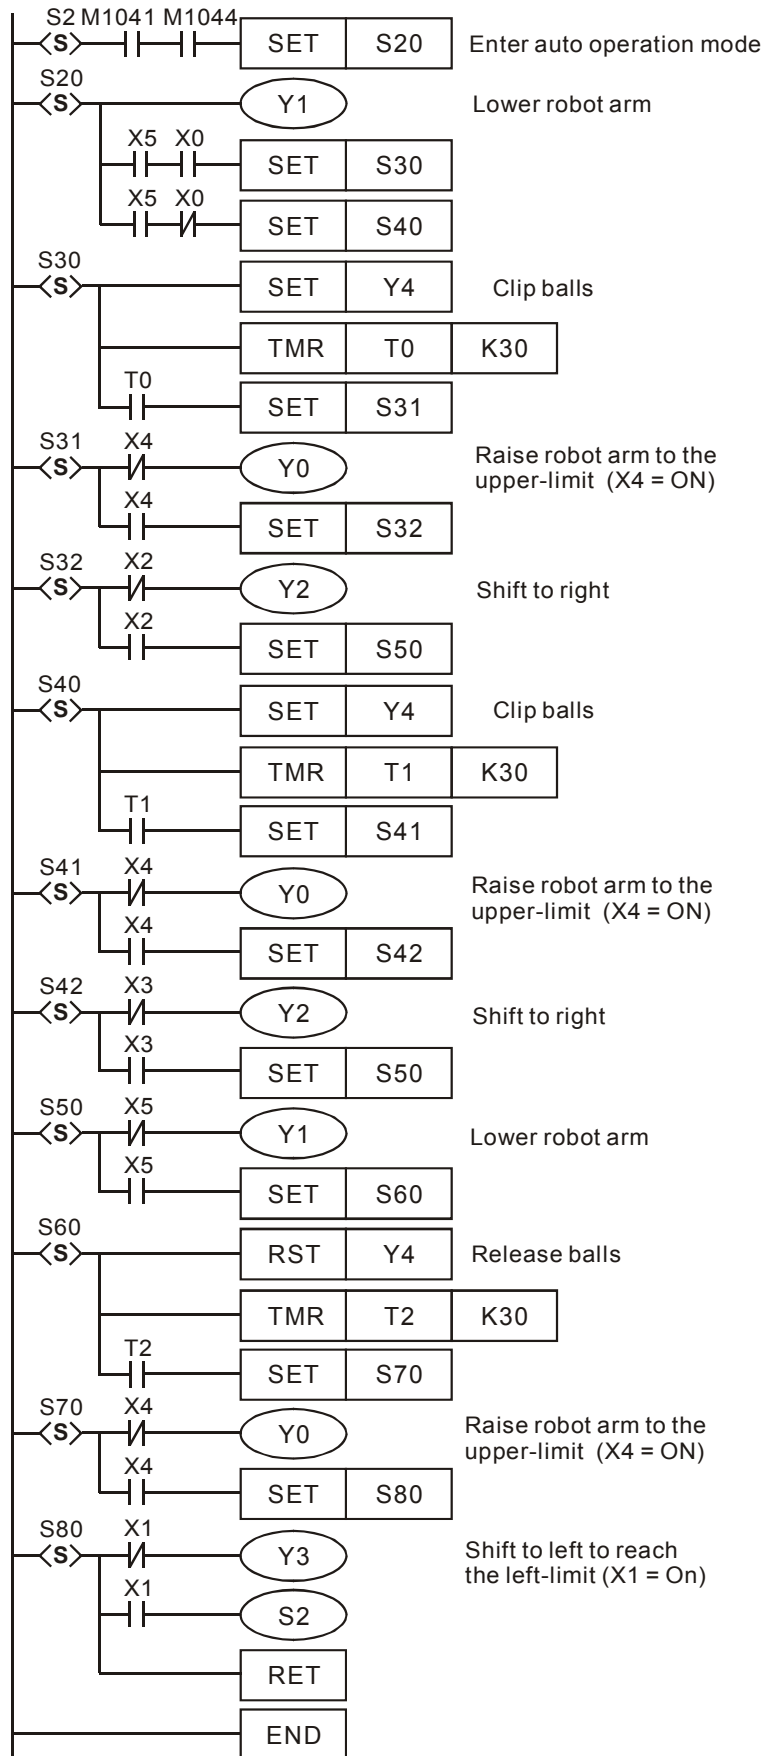 S2 M1041 M1044
S SET S20 Enter auto operation mode
S20
S Y1 Lower robot arm
X5 X0
SET S30
X5 X0
SET S40
S30
S SET Y4 Clip balls
TMR T0 K30
T0
SET S31
S31 X4
S Y0 Raise robot arm to the
upper-limit (X4 = ON)
X4
SET S32
S32 X2
S Y2 Shift to right
X2
SET S50
S40
S SET Y4 Clip balls
TMR T1 K30
T1
SET S41
S41 X4
S Y0 Raise robot arm to the
upper-limit (X4 = ON)
X4
SET S42
S42 X3
S Y2 Shift to right
X3
SET S50
S50 X5
S Y1 Lower robot arm
X5
SET S60
S60
S RST Y4 Release balls
TMR T2 K30
T2
SET S70
S70 X4
S Y0 Raise robot arm to the
upper-limit (X4 = ON)
X4
SET S80
S80 X1
S Y3 Shift to left to reach
the left-limit (X1 = On)
X1
S2
RET
END